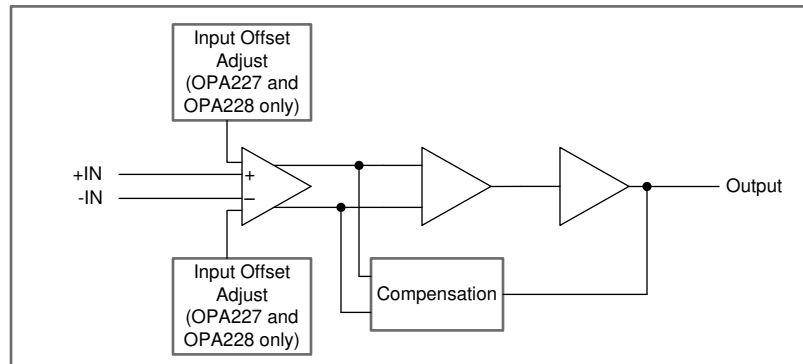 Input Offset
Adjust
(OPA227 and
OPA228 only)
+IN
-IN
+
−
Output
Input Offset
Adjust
(OPA227 and
OPA228 only)
Compensation